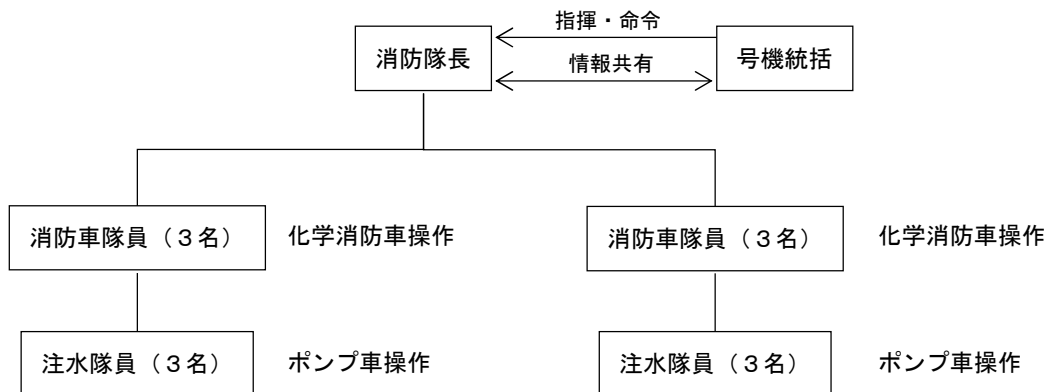 指揮・命令
消防隊長
号機統括
情報共有
消防車隊員（３名）
化学消防車操作
消防車隊員（３名）
化学消防車操作
注水隊員（３名）
ポンプ車操作
注水隊員（３名）
ポンプ車操作